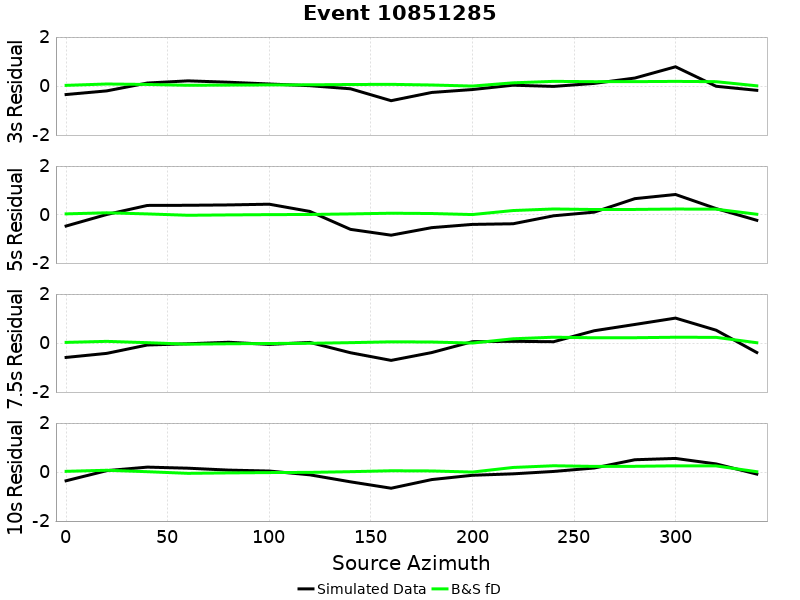 Event 10851285
3s Residual
2
0
-2
5s Residual
2
0
-2
7.5s Residual
2
0
-2
10s Residual
2
0
-2
0 50 100 150 200 250 300
Source Azimuth
Simulated Data B&S fD